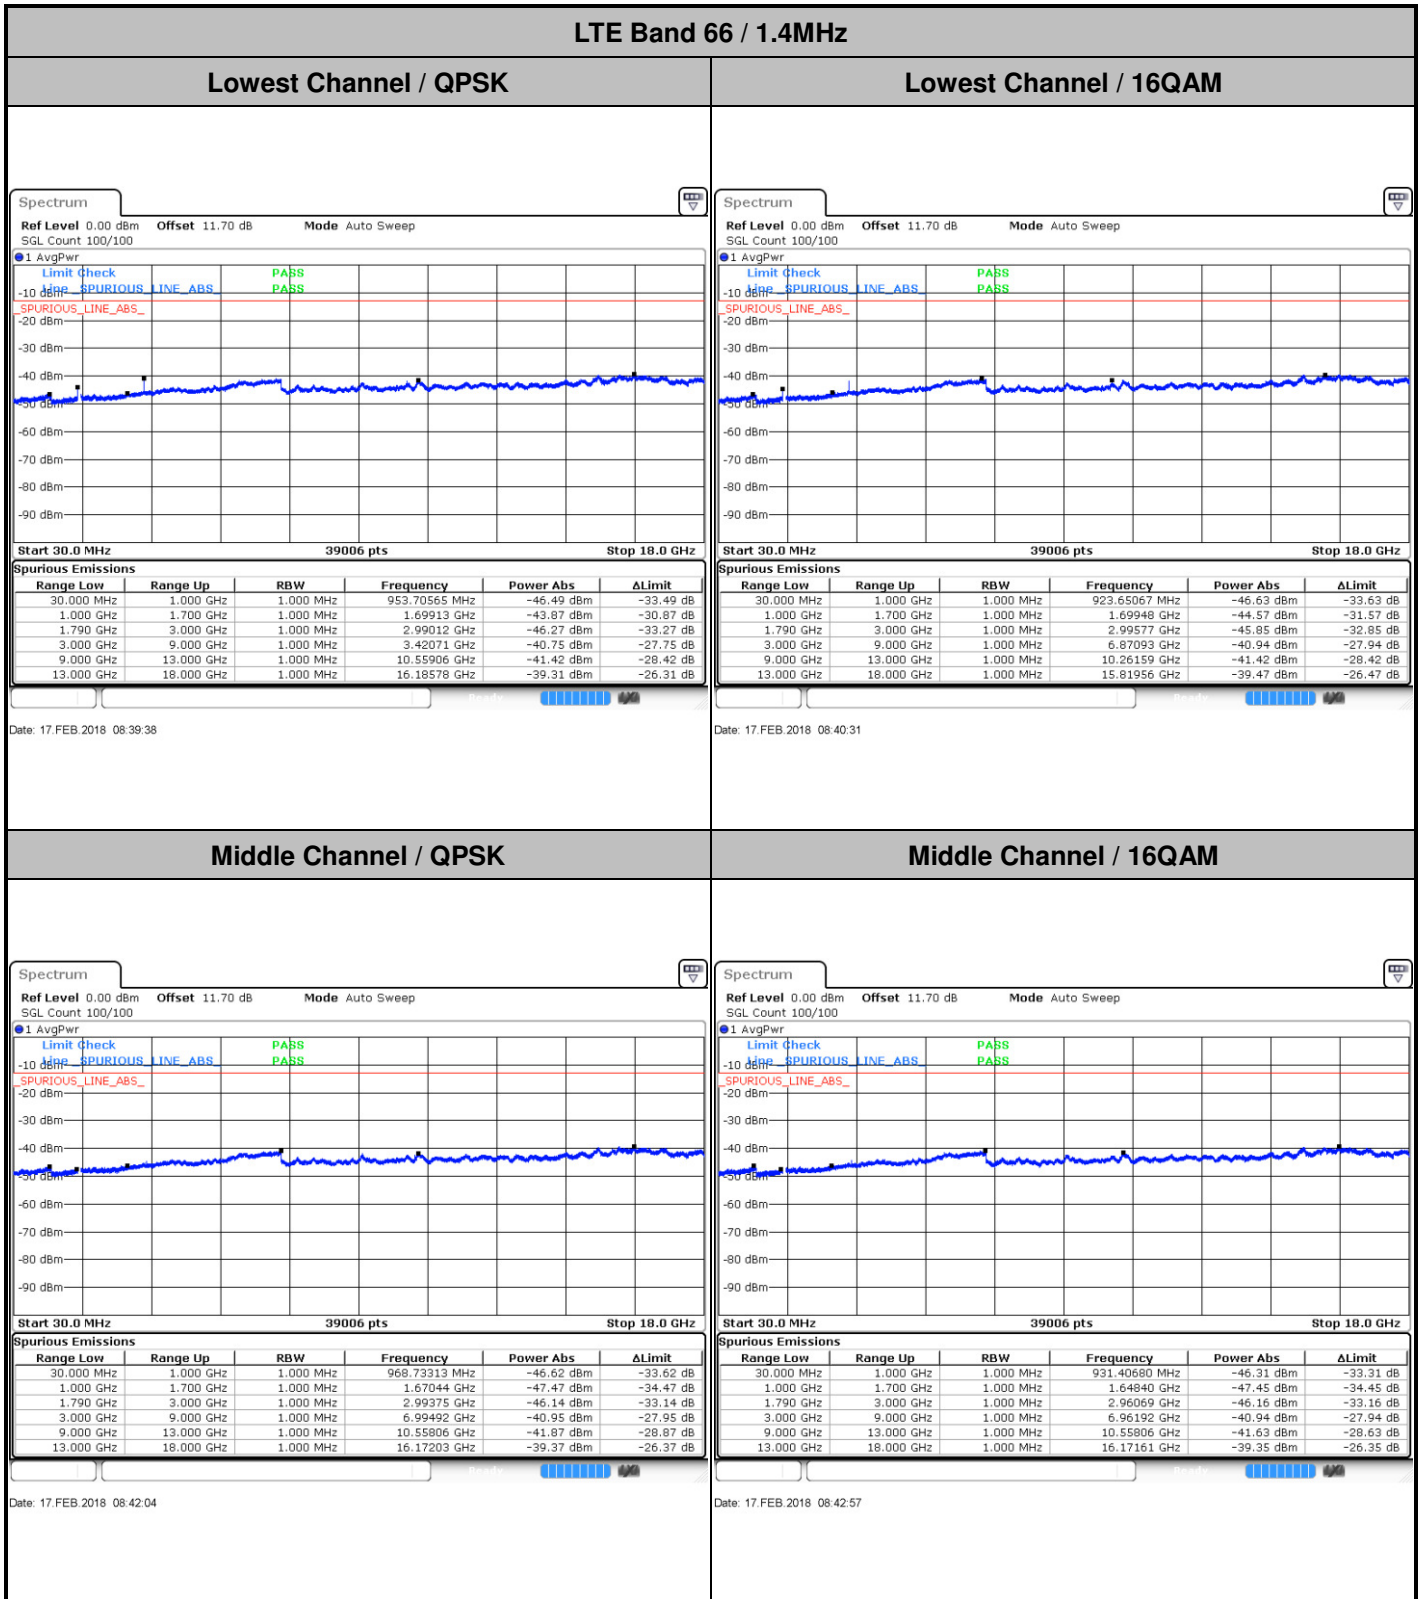 LTE Band 66 / 1.4MHz
Lowest Channel / QPSK
Lowest Channel / 16QAM
Spectrum
Ref Level 0.00 dBm Offset 11.70 dB Mode Auto Sweep
SGL Count 100/100
1 AvgPwr
Limit Check PASS
Line _SPURIOUS_LINE_ABS_ PASS
-10 dBm
_SPURIOUS_LINE_ABS_
-20 dBm
-30 dBm
-40 dBm
-50 dBm
-60 dBm
-70 dBm
-80 dBm
-90 dBm
Start 30.0 MHz 39006 pts Stop 18.0 GHz
Spurious Emissions
Range Low Range Up RBW Frequency Power Abs ΔLimit
30.000 MHz 1.000 GHz 1.000 MHz 953.70565 MHz -46.49 dBm -33.49 dB
1.000 GHz 1.700 GHz 1.000 MHz 1.69913 GHz -43.87 dBm -30.87 dB
1.790 GHz 3.000 GHz 1.000 MHz 2.99012 GHz -46.27 dBm -33.27 dB
3.000 GHz 9.000 GHz 1.000 MHz 3.42071 GHz -40.75 dBm -27.75 dB
9.000 GHz 13.000 GHz 1.000 MHz 10.55906 GHz -41.42 dBm -28.42 dB
13.000 GHz 18.000 GHz 1.000 MHz 16.18578 GHz -39.31 dBm -26.31 dB
Date: 17.FEB.2018 08:39:38
Spectrum
Ref Level 0.00 dBm Offset 11.70 dB Mode Auto Sweep
SGL Count 100/100
1 AvgPwr
Limit Check PASS
Line _SPURIOUS_LINE_ABS_ PASS
-10 dBm
_SPURIOUS_LINE_ABS_
-20 dBm
-30 dBm
-40 dBm
-50 dBm
-60 dBm
-70 dBm
-80 dBm
-90 dBm
Start 30.0 MHz 39006 pts Stop 18.0 GHz
Spurious Emissions
Range Low Range Up RBW Frequency Power Abs ΔLimit
30.000 MHz 1.000 GHz 1.000 MHz 923.65067 MHz -46.63 dBm -33.63 dB
1.000 GHz 1.700 GHz 1.000 MHz 1.69948 GHz -44.57 dBm -31.57 dB
1.790 GHz 3.000 GHz 1.000 MHz 2.99577 GHz -45.85 dBm -32.85 dB
3.000 GHz 9.000 GHz 1.000 MHz 6.87093 GHz -40.94 dBm -27.94 dB
9.000 GHz 13.000 GHz 1.000 MHz 10.26159 GHz -41.42 dBm -28.42 dB
13.000 GHz 18.000 GHz 1.000 MHz 15.81956 GHz -39.47 dBm -26.47 dB
Date: 17.FEB.2018 08:40:31
Middle Channel / QPSK
Middle Channel / 16QAM
Spectrum
Ref Level 0.00 dBm Offset 11.70 dB Mode Auto Sweep
SGL Count 100/100
1 AvgPwr
Limit Check PASS
Line _SPURIOUS_LINE_ABS_ PASS
-10 dBm
_SPURIOUS_LINE_ABS_
-20 dBm
-30 dBm
-40 dBm
-50 dBm
-60 dBm
-70 dBm
-80 dBm
-90 dBm
Start 30.0 MHz 39006 pts Stop 18.0 GHz
Spurious Emissions
Range Low Range Up RBW Frequency Power Abs ΔLimit
30.000 MHz 1.000 GHz 1.000 MHz 968.73313 MHz -46.62 dBm -33.62 dB
1.000 GHz 1.700 GHz 1.000 MHz 1.67044 GHz -47.47 dBm -34.47 dB
1.790 GHz 3.000 GHz 1.000 MHz 2.99375 GHz -46.14 dBm -33.14 dB
3.000 GHz 9.000 GHz 1.000 MHz 6.99492 GHz -40.95 dBm -27.95 dB
9.000 GHz 13.000 GHz 1.000 MHz 10.55806 GHz -41.87 dBm -28.87 dB
13.000 GHz 18.000 GHz 1.000 MHz 16.17203 GHz -39.37 dBm -26.37 dB
Date: 17.FEB.2018 08:42:04
Spectrum
Ref Level 0.00 dBm Offset 11.70 dB Mode Auto Sweep
SGL Count 100/100
1 AvgPwr
Limit Check PASS
Line _SPURIOUS_LINE_ABS_ PASS
-10 dBm
_SPURIOUS_LINE_ABS_
-20 dBm
-30 dBm
-40 dBm
-50 dBm
-60 dBm
-70 dBm
-80 dBm
-90 dBm
Start 30.0 MHz 39006 pts Stop 18.0 GHz
Spurious Emissions
Range Low Range Up RBW Frequency Power Abs ΔLimit
30.000 MHz 1.000 GHz 1.000 MHz 931.40680 MHz -46.31 dBm -33.31 dB
1.000 GHz 1.700 GHz 1.000 MHz 1.64840 GHz -47.45 dBm -34.45 dB
1.790 GHz 3.000 GHz 1.000 MHz 2.96069 GHz -46.16 dBm -33.16 dB
3.000 GHz 9.000 GHz 1.000 MHz 6.96192 GHz -40.94 dBm -27.94 dB
9.000 GHz 13.000 GHz 1.000 MHz 10.55806 GHz -41.63 dBm -28.63 dB
13.000 GHz 18.000 GHz 1.000 MHz 16.17161 GHz -39.35 dBm -26.35 dB
Date: 17.FEB.2018 08:42:57